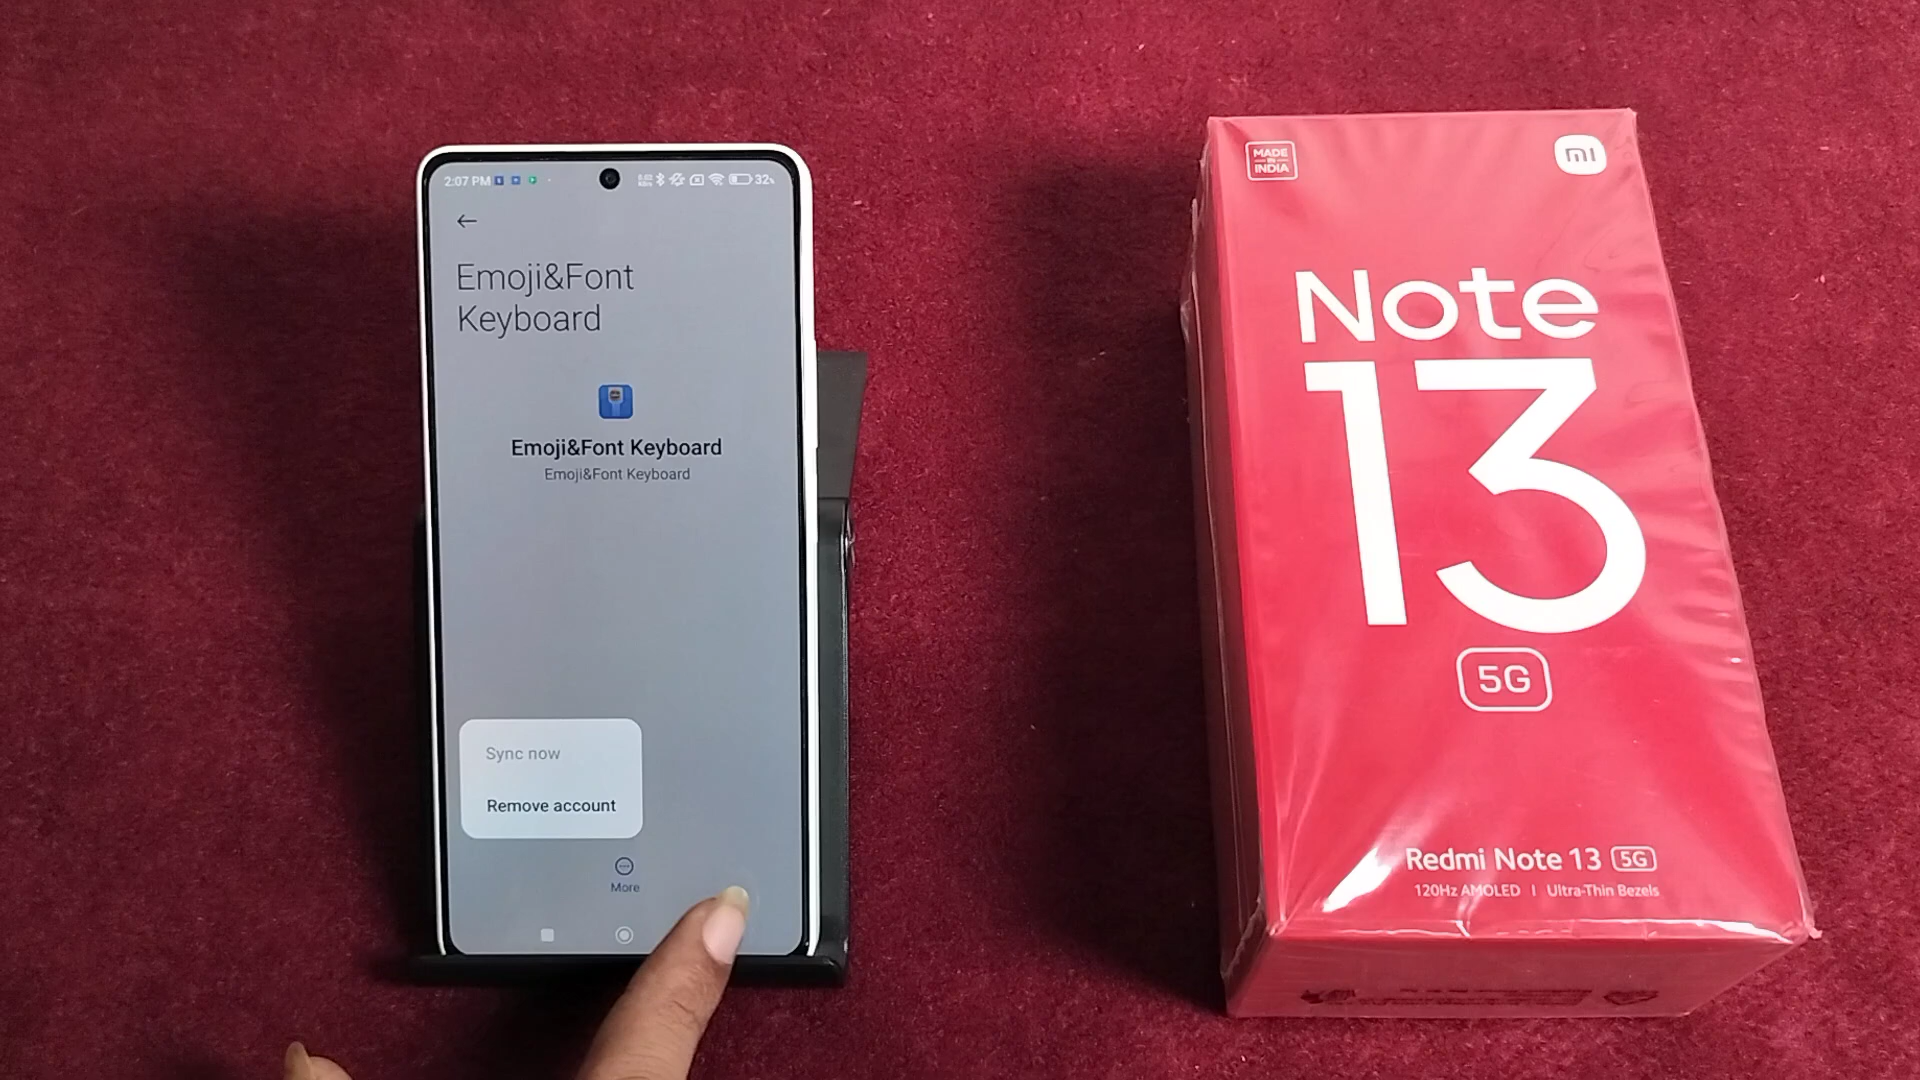 2:07 PM
32%
Emoji&Font
Keyboard
Emoji&Font Keyboard
Emoji&Font Keyboard
Sync now
Remove account
More
MADE
IN
INDIA
mi
Note
13
5G
Redmi Note 13 5G
120Hz AMOLED | Ultra-Thin Bezels